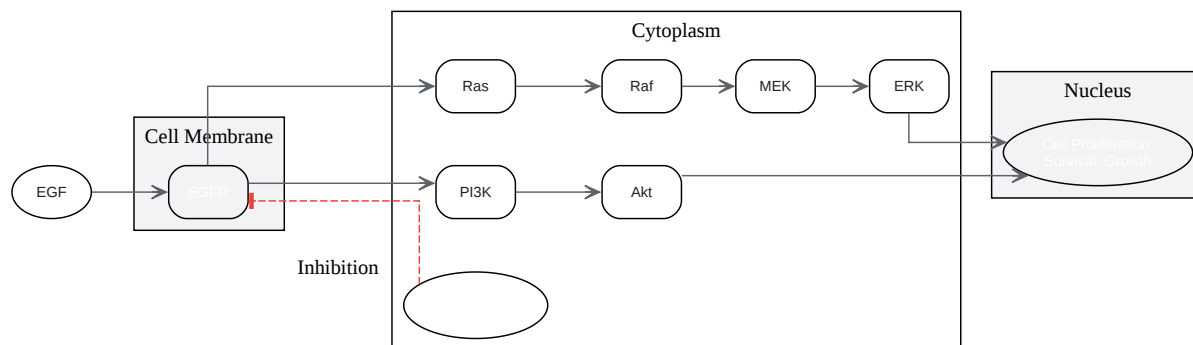 Cytoplasm
Ras
Raf
MEK
ERK
Nucleus
Cell Membrane
Cell Proliferation,
Survival, Growth
EGF
EGFR
PI3K
Akt
Inhibition